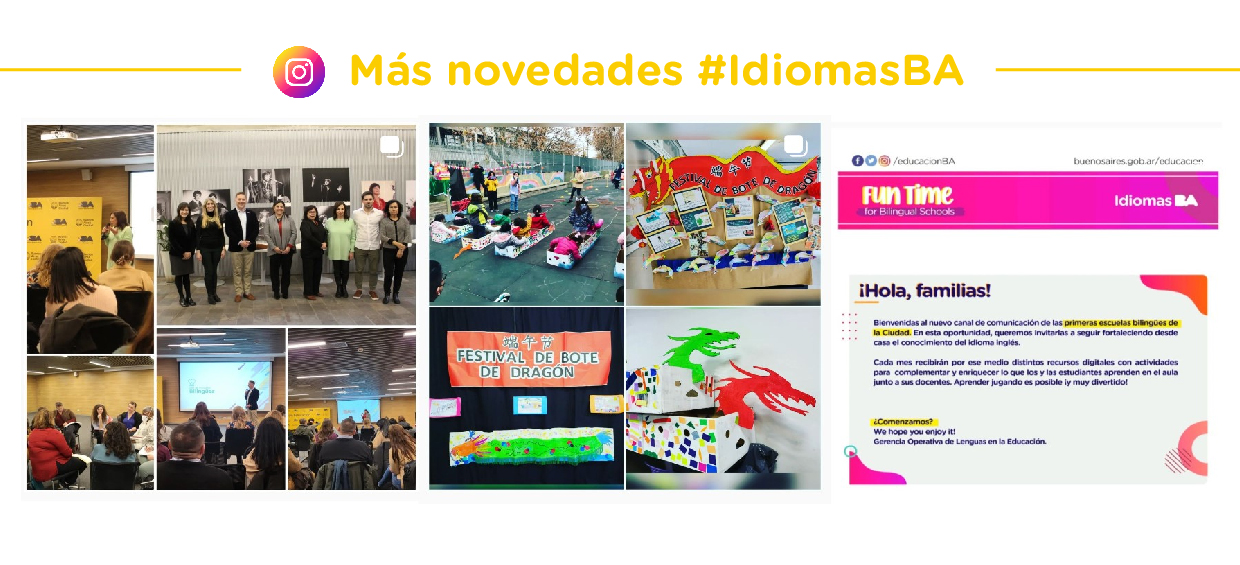 Más novedades #IdiomasBA
FESTIVAL DE BOTE DE DRAGÓN
端午节
FESTIVAL DE BOTE
DE DRAGÓN
/educacionBA
buenosaires.gob.ar/educacion
Fun Time
for Bilingual Schools
Idiomas BA
¡Hola, familias!
Bienvenidas al nuevo canal de comunicación de las primeras escuelas bilingües de
la Ciudad. En esta oportunidad, queremos invitarlas a seguir fortaleciendo desde
casa el conocimiento del idioma inglés.
Cada mes recibirán por ese medio distintos recursos digitales con actividades
para complementar y enriquecer lo que los y las estudiantes aprenden en el aula
junto a sus docentes. Aprender jugando es posible ¡y muy divertido!
¿Comenzamos?
We hope you enjoy it!
Gerencia Operativa de Lenguas en la Educación.